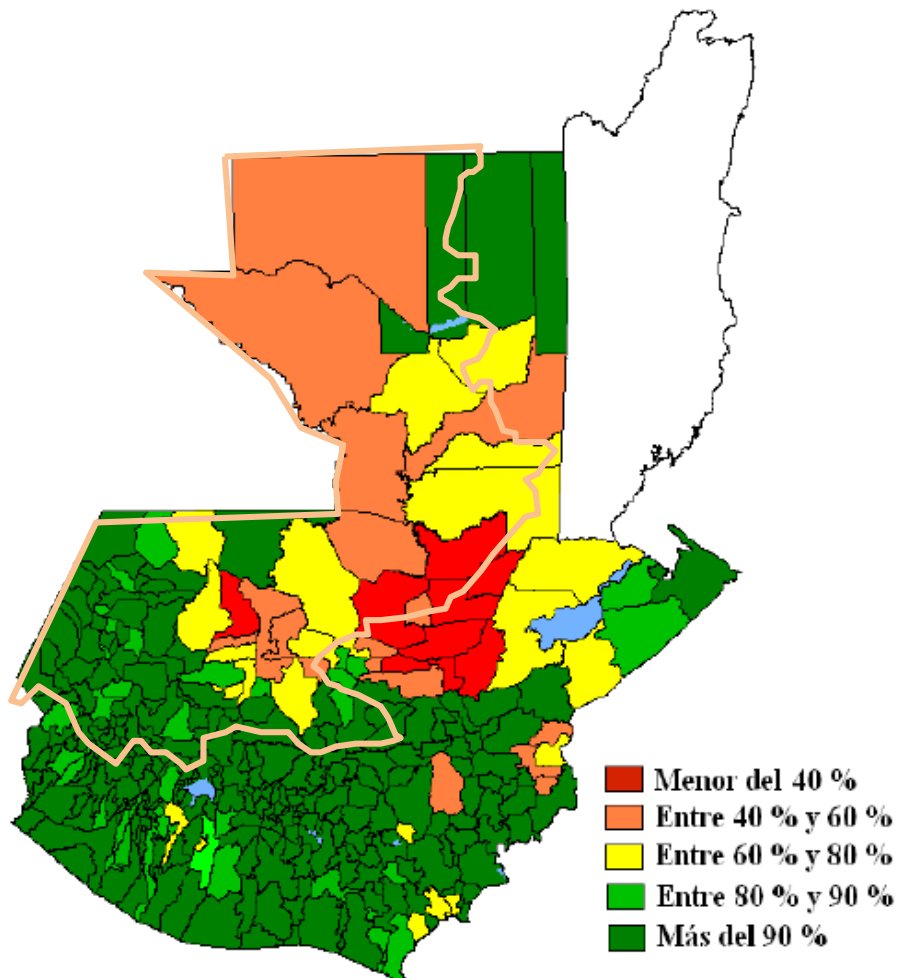 Menor del 40 %
Entre 40 % y 60 %
Entre 60 % y 80 %
Entre 80 % y 90 %
Más del 90 %